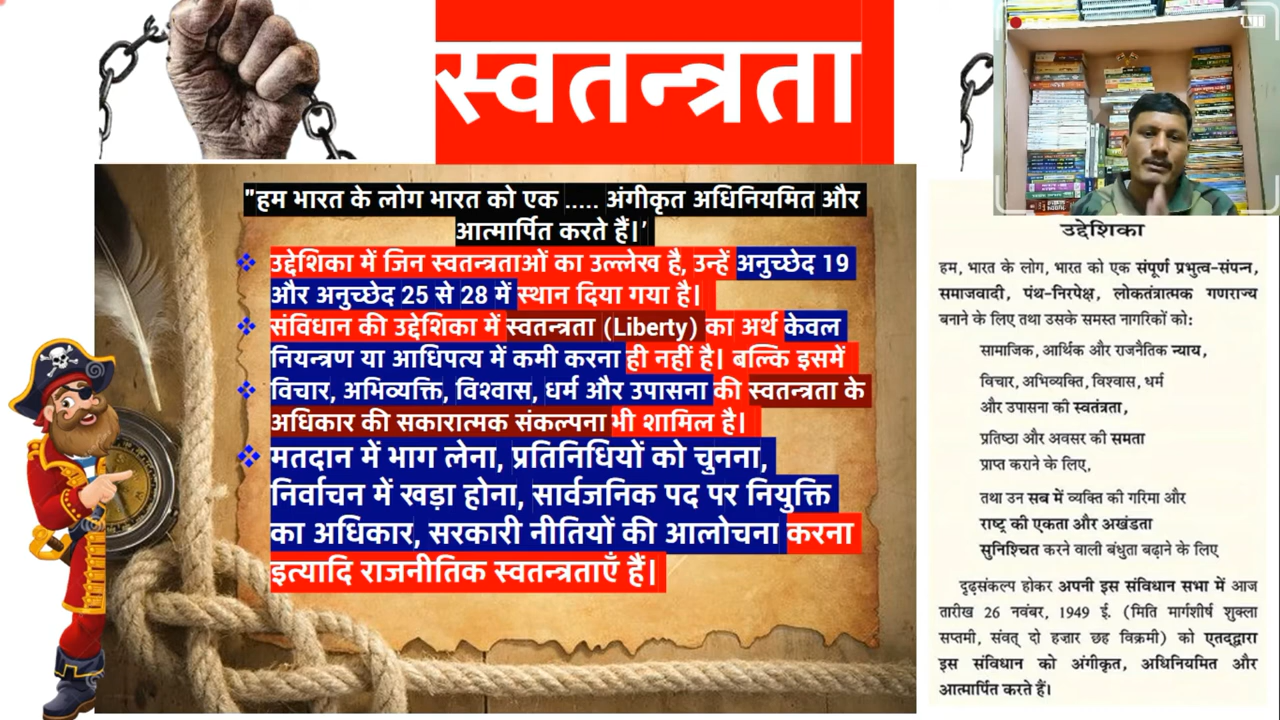 स्वतन्त्रता
"हम भारत के लोग भारत को एक ..... अंगीकृत अधिनियमित और
आत्मार्पित करते हैं।’
उद्देशिका में जिन स्वतन्त्रताओं का उल्लेख है, उन्हें अनुच्छेद 19
और अनुच्छेद 25 से 28 में स्थान दिया गया है।
संविधान की उद्देशिका में स्वतन्त्रता (Liberty) का अर्थ केवल
नियन्त्रण या आधिपत्य में कमी करना ही नहीं है। बल्कि इसमें
विचार, अभिव्यक्ति, विश्वास, धर्म और उपासना की स्वतन्त्रता के
अधिकार की सकारात्मक संकल्पना भी शामिल है।
मतदान में भाग लेना, प्रतिनिधियों को चुनना,
निर्वाचन में खड़ा होना, सार्वजनिक पद पर नियुक्ति
का अधिकार, सरकारी नीतियों की आलोचना करना
इत्यादि राजनीतिक स्वतन्त्रताएँ हैं।
उद्देशिका
हम, भारत के लोग, भारत को एक संपूर्ण प्रभुत्व-संपन्न,
समाजवादी, पंथ-निरपेक्ष, लोकतंत्रात्मक गणराज्य
बनाने के लिए तथा उसके समस्त नागरिकों को:
सामाजिक, आर्थिक और राजनैतिक न्याय,
विचार, अभिव्यक्ति, विश्वास, धर्म
और उपासना की स्वतंत्रता,
प्रतिष्ठा और अवसर की समता
प्राप्त कराने के लिए,
तथा उन सब में व्यक्ति की गरिमा और
राष्ट्र की एकता और अखंडता
सुनिश्चित करने वाली बंधुता बढ़ाने के लिए
दृढ़संकल्प होकर अपनी इस संविधान सभा में आज
तारीख 26 नवंबर, 1949 ई. (मिति मार्गशीर्ष शुक्ला
सप्तमी, संवत् दो हजार छह विक्रमी) को एतद्द्वारा
इस संविधान को अंगीकृत, अधिनियमित और
आत्मार्पित करते हैं।